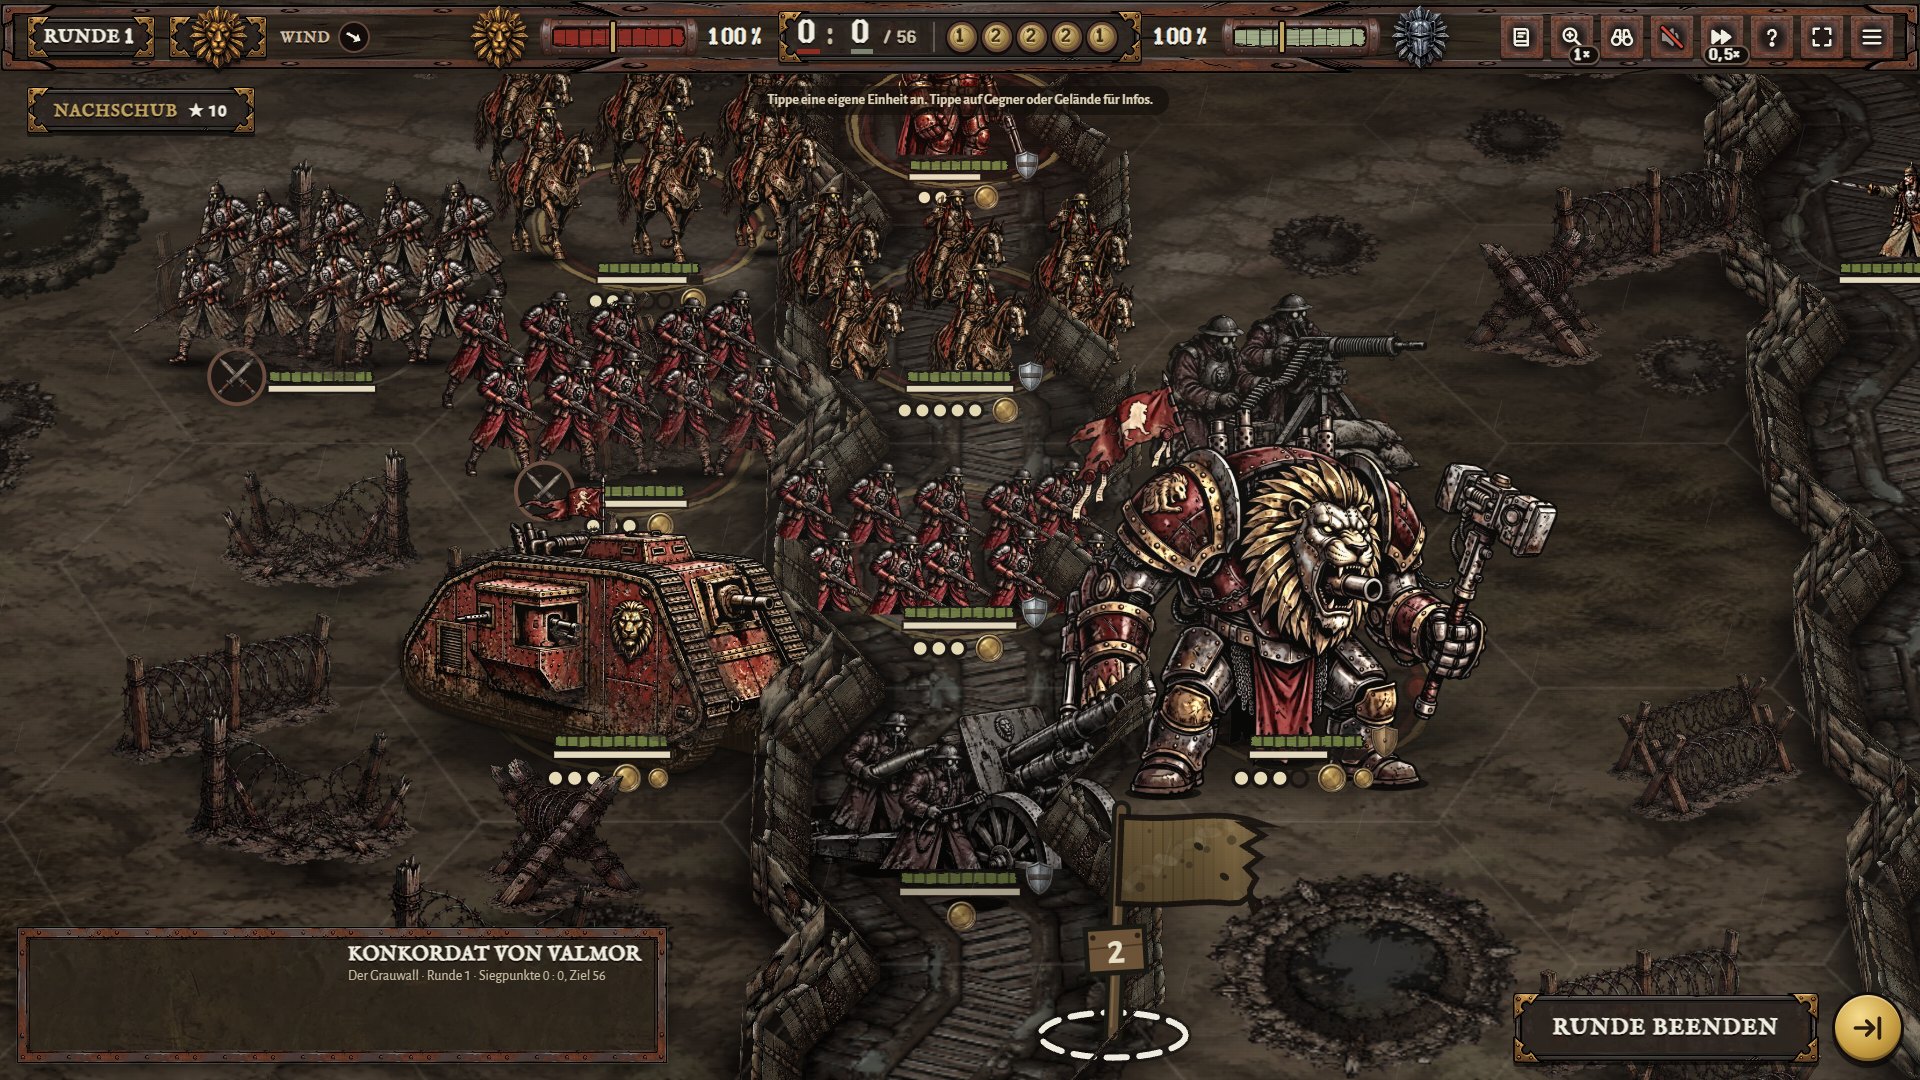 RUNDE 1
WIND
100%
0 : 0 / 56
1 2 2 2 1
100%
1×
0,5×
?
NACHSCHUB ★ 10
Tippe eine eigene Einheit an. Tippe auf Gegner oder Gelände für Infos.
2
KONKORDAT VON VALMOR
Der Grauwall · Runde 1 · Siegpunkte 0 : 0, Ziel 56
RUNDE BEENDEN